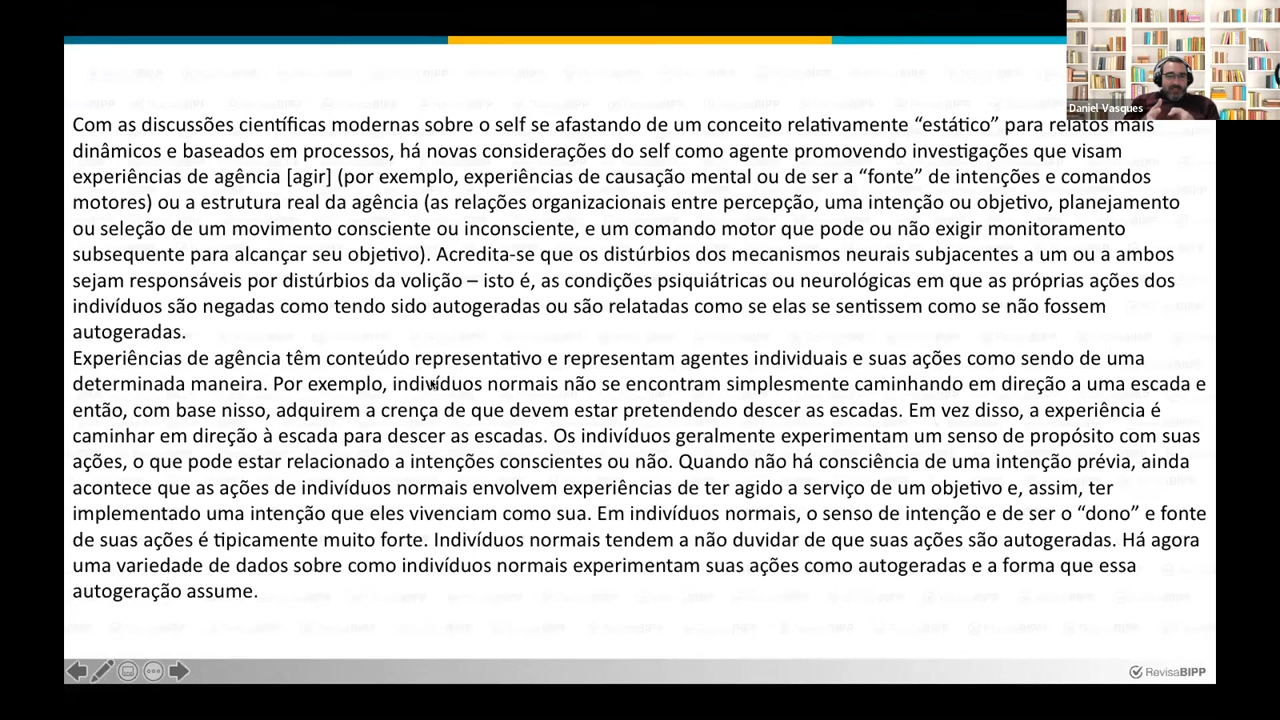 Daniel Vasques
Com as discussões científicas modernas sobre o self se afastando de um conceito relativamente “estático” para relatos mais
dinâmicos e baseados em processos, há novas considerações do self como agente promovendo investigações que visam
experiências de agência [agir] (por exemplo, experiências de causação mental ou de ser a “fonte” de intenções e comandos
motores) ou a estrutura real da agência (as relações organizacionais entre percepção, uma intenção ou objetivo, planejamento
ou seleção de um movimento consciente ou inconsciente, e um comando motor que pode ou não exigir monitoramento
subsequente para alcançar seu objetivo). Acredita-se que os distúrbios dos mecanismos neurais subjacentes a um ou a ambos
sejam responsáveis por distúrbios da volição – isto é, as condições psiquiátricas ou neurológicas em que as próprias ações dos
indivíduos são negadas como tendo sido autogeradas ou são relatadas como se elas se sentissem como se não fossem
autogeradas.
Experiências de agência têm conteúdo representativo e representam agentes individuais e suas ações como sendo de uma
determinada maneira. Por exemplo, indivíduos normais não se encontram simplesmente caminhando em direção a uma escada e
então, com base nisso, adquirem a crença de que devem estar pretendendo descer as escadas. Em vez disso, a experiência é
caminhar em direção à escada para descer as escadas. Os indivíduos geralmente experimentam um senso de propósito com suas
ações, o que pode estar relacionado a intenções conscientes ou não. Quando não há consciência de uma intenção prévia, ainda
acontece que as ações de indivíduos normais envolvem experiências de ter agido a serviço de um objetivo e, assim, ter
implementado uma intenção que eles vivenciam como sua. Em indivíduos normais, o senso de intenção e de ser o “dono” e fonte
de suas ações é tipicamente muito forte. Indivíduos normais tendem a não duvidar de que suas ações são autogeradas. Há agora
uma variedade de dados sobre como indivíduos normais experimentam suas ações como autogeradas e a forma que essa
autogeração assume.
RevisaBIPP